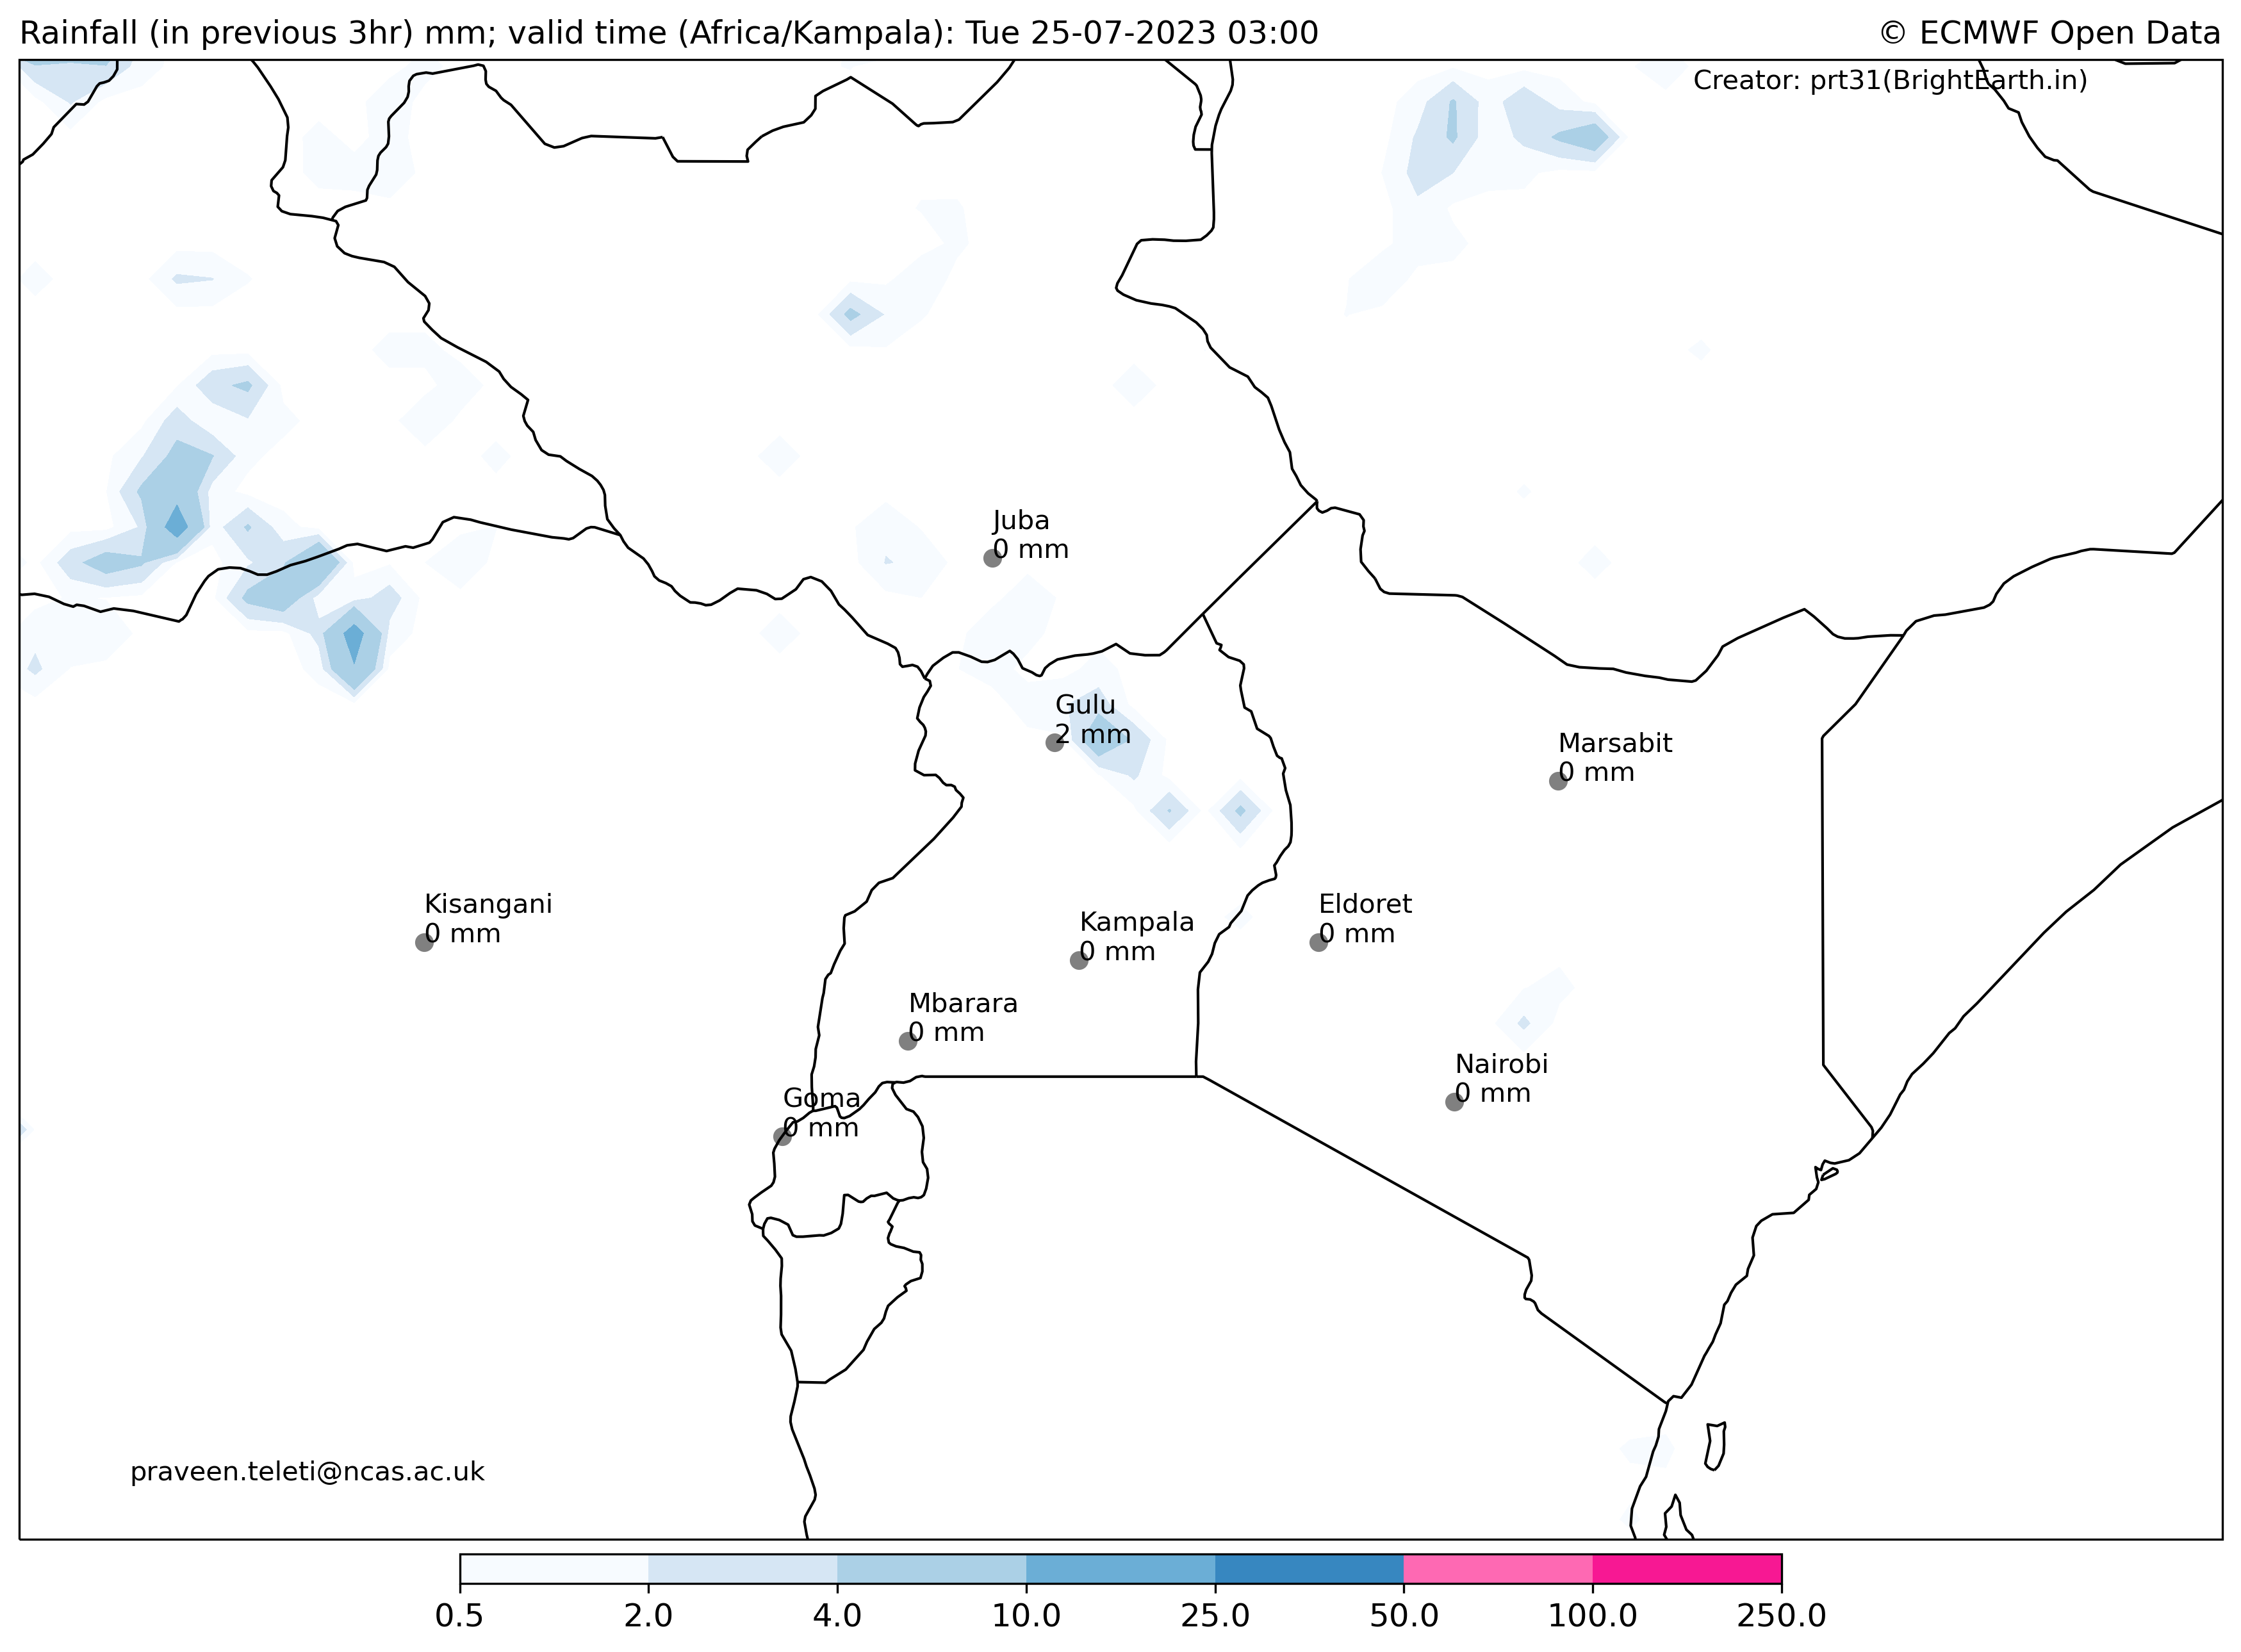 Rainfall (in previous 3hr) mm; valid time (Africa/Kampala): Tue 25-07-2023 03:00
© ECMWF Open Data
Creator: prt31(BrightEarth.in)
Juba
0 mm
Gulu
2 mm
Marsabit
0 mm
Kisangani
0 mm
Kampala
0 mm
Eldoret
0 mm
Mbarara
0 mm
Nairobi
0 mm
Goma
0 mm
praveen.teleti@ncas.ac.uk
0.5 2.0 4.0 10.0 25.0 50.0 100.0 250.0